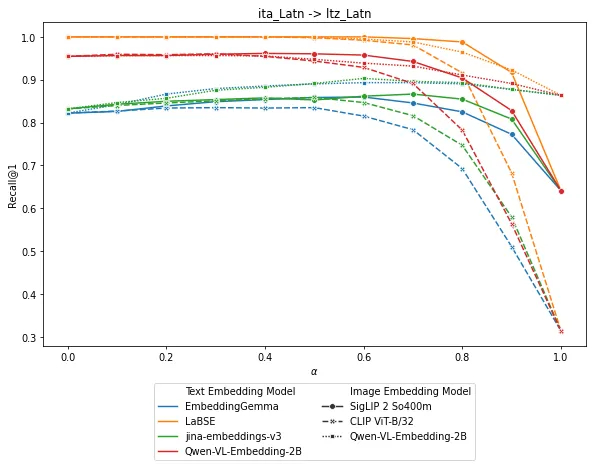 ita_Latn -> ltz_Latn
1.0
0.9
0.8
0.7
0.6
0.5
0.4
0.3
Recall@1
0.0 0.2 0.4 0.6 0.8 1.0
α
Text Embedding Model Image Embedding Model
EmbeddingGemma SigLIP 2 So400m
LaBSE CLIP ViT-B/32
jina-embeddings-v3 Qwen-VL-Embedding-2B
Qwen-VL-Embedding-2B